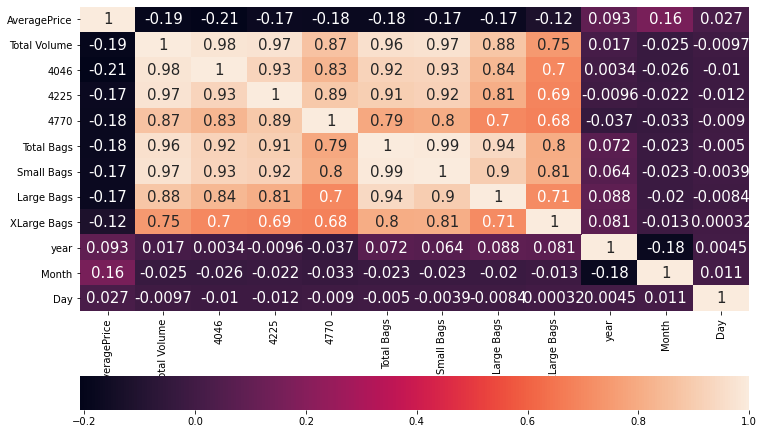 AveragePrice 1 -0.19 -0.21 -0.17 -0.18 -0.18 -0.17 -0.17 -0.12 0.093 0.16 0.027
Total Volume -0.19 1 0.98 0.97 0.87 0.96 0.97 0.88 0.75 0.017 -0.025 -0.0097
4046 -0.21 0.98 1 0.93 0.83 0.92 0.93 0.84 0.7 0.0034 -0.026 -0.01
4225 -0.17 0.97 0.93 1 0.89 0.91 0.92 0.81 0.69 -0.0096 -0.022 -0.012
4770 -0.18 0.87 0.83 0.89 1 0.79 0.8 0.7 0.68 -0.037 -0.033 -0.009
Total Bags -0.18 0.96 0.92 0.91 0.79 1 0.99 0.94 0.8 0.072 -0.023 -0.005
Small Bags -0.17 0.97 0.93 0.92 0.8 0.99 1 0.9 0.81 0.064 -0.023 -0.0039
Large Bags -0.17 0.88 0.84 0.81 0.7 0.94 0.9 1 0.71 0.088 -0.02 -0.0084
XLarge Bags -0.12 0.75 0.7 0.69 0.68 0.8 0.81 0.71 1 0.081 -0.013 -0.00032
year 0.093 0.017 0.0034 -0.0096 -0.037 0.072 0.064 0.088 0.081 1 -0.18 0.0045
Month 0.16 -0.025 -0.026 -0.022 -0.033 -0.023 -0.023 -0.02 -0.013 -0.18 1 0.011
Day 0.027 -0.0097 -0.01 -0.012 -0.009 -0.005 -0.0039 -0.0084 -0.00032 0.0045 0.011 1
veragePrice otal Volume 4046 4225 4770 Total Bags Small Bags Large Bags Large Bags year Month Day
−0.2 0.0 0.2 0.4 0.6 0.8 1.0